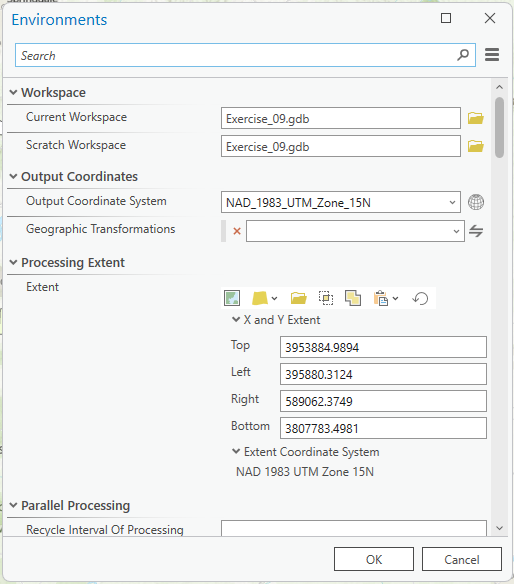 Environments
Search
Workspace
Current Workspace Exercise_09.gdb
Scratch Workspace Exercise_09.gdb
Output Coordinates
Output Coordinate System NAD_1983_UTM_Zone_15N
Geographic Transformations
Processing Extent
Extent
X and Y Extent
Top 3953884.9894
Left 395880.3124
Right 589062.3749
Bottom 3807783.4981
Extent Coordinate System
NAD 1983 UTM Zone 15N
Parallel Processing
Recycle Interval Of Processing
OK Cancel